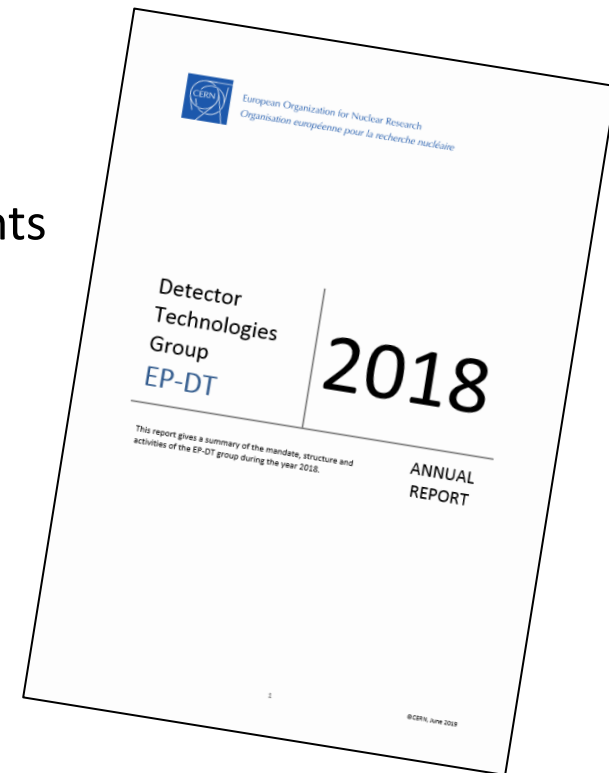 nts
CERN
European Organization for Nuclear Research
Organisation européenne pour la recherche nucléaire
Detector
Technologies
Group
EP-DT
2018
This report gives a summary of the mandate, structure and
activities of the EP-DT group during the year 2018.
ANNUAL
REPORT
1
©CERN, June 2019